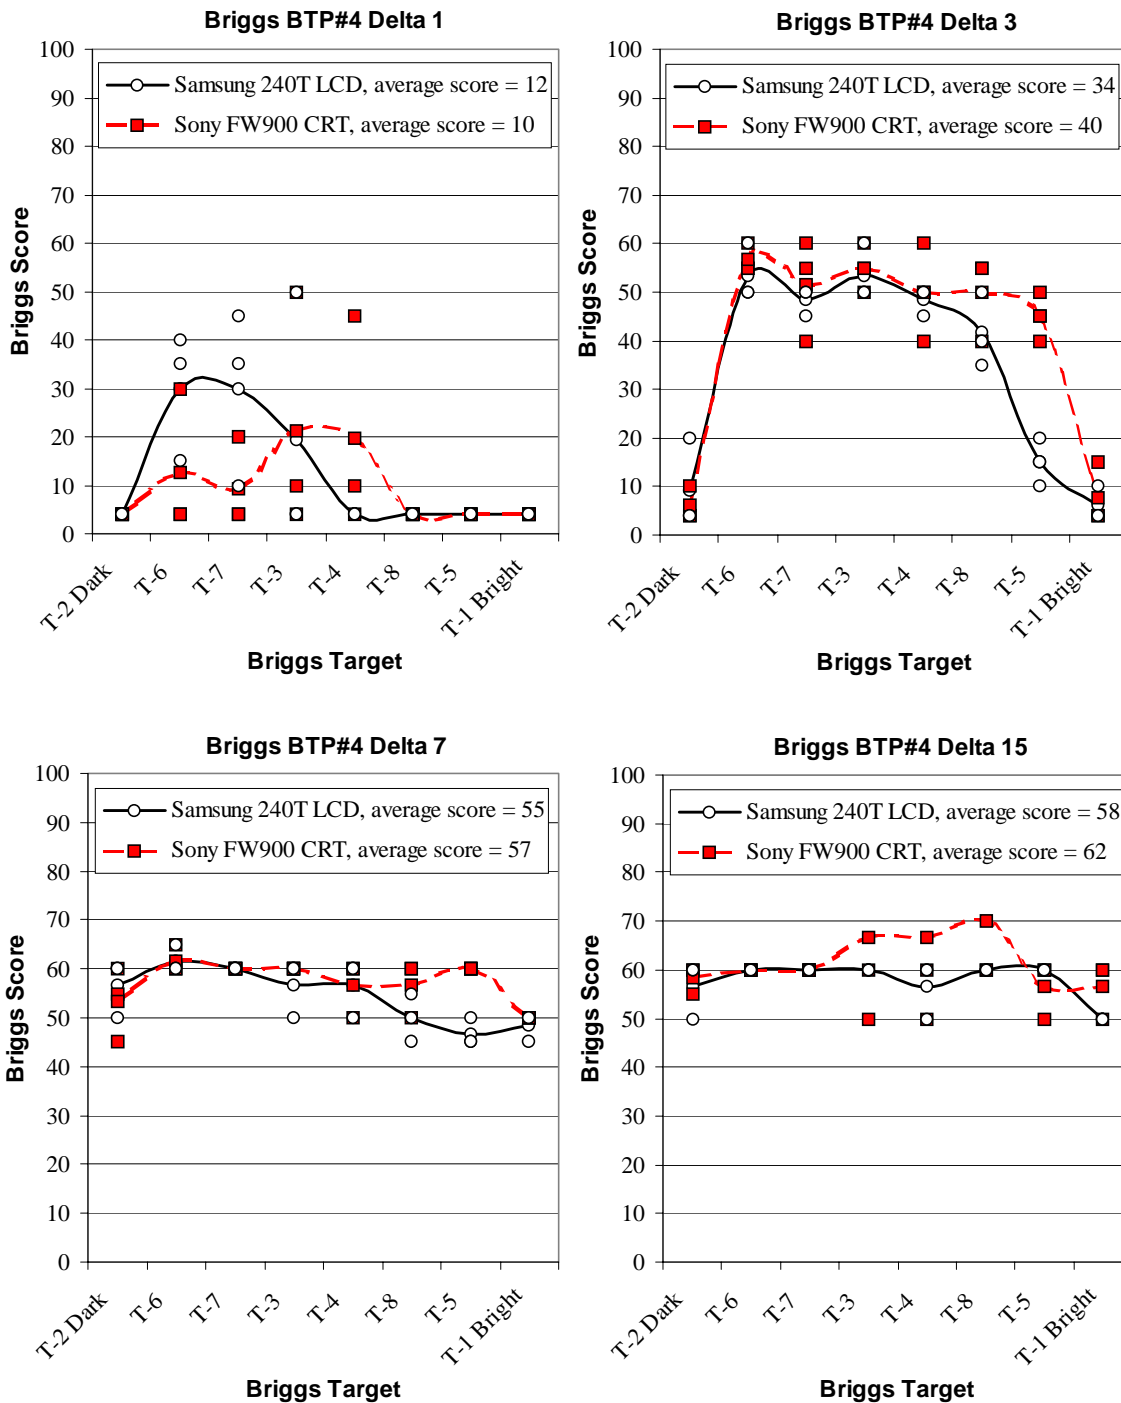 Briggs BTP#4 Delta 1
100
90
80
70
60
50
40
30
20
10
0
Briggs Score
Samsung 240T LCD, average score = 12
Sony FW900 CRT, average score = 10
T-2 Dark
T-6
T-7
T-3
T-4
T-8
T-5
T-1 Bright
Briggs Target
Briggs BTP#4 Delta 3
100
90
80
70
60
50
40
30
20
10
0
Briggs Score
Samsung 240T LCD, average score = 34
Sony FW900 CRT, average score = 40
T-2 Dark
T-6
T-7
T-3
T-4
T-8
T-5
T-1 Bright
Briggs Target
Briggs BTP#4 Delta 7
100
90
80
70
60
50
40
30
20
10
0
Briggs Score
Samsung 240T LCD, average score = 55
Sony FW900 CRT, average score = 57
T-2 Dark
T-6
T-7
T-3
T-4
T-8
T-5
T-1 Bright
Briggs Target
Briggs BTP#4 Delta 15
100
90
80
70
60
50
40
30
20
10
0
Briggs Score
Samsung 240T LCD, average score = 58
Sony FW900 CRT, average score = 62
T-2 Dark
T-6
T-7
T-3
T-4
T-8
T-5
T-1 Bright
Briggs Target